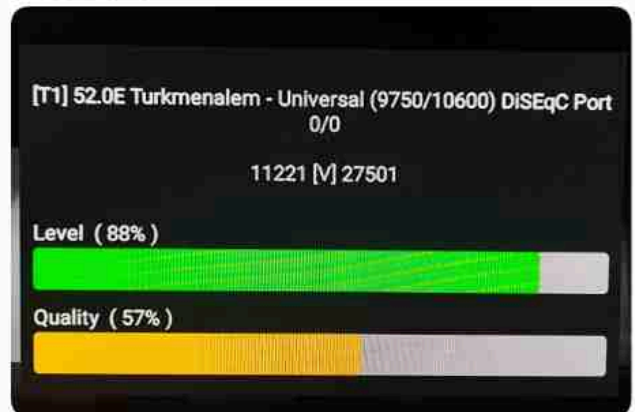 [T1] 52.0E Turkmenalem - Universal (9750/10600) DiSEqC Port
0/0
11221 [V] 27501
Level ( 88% )
Quality ( 57% )